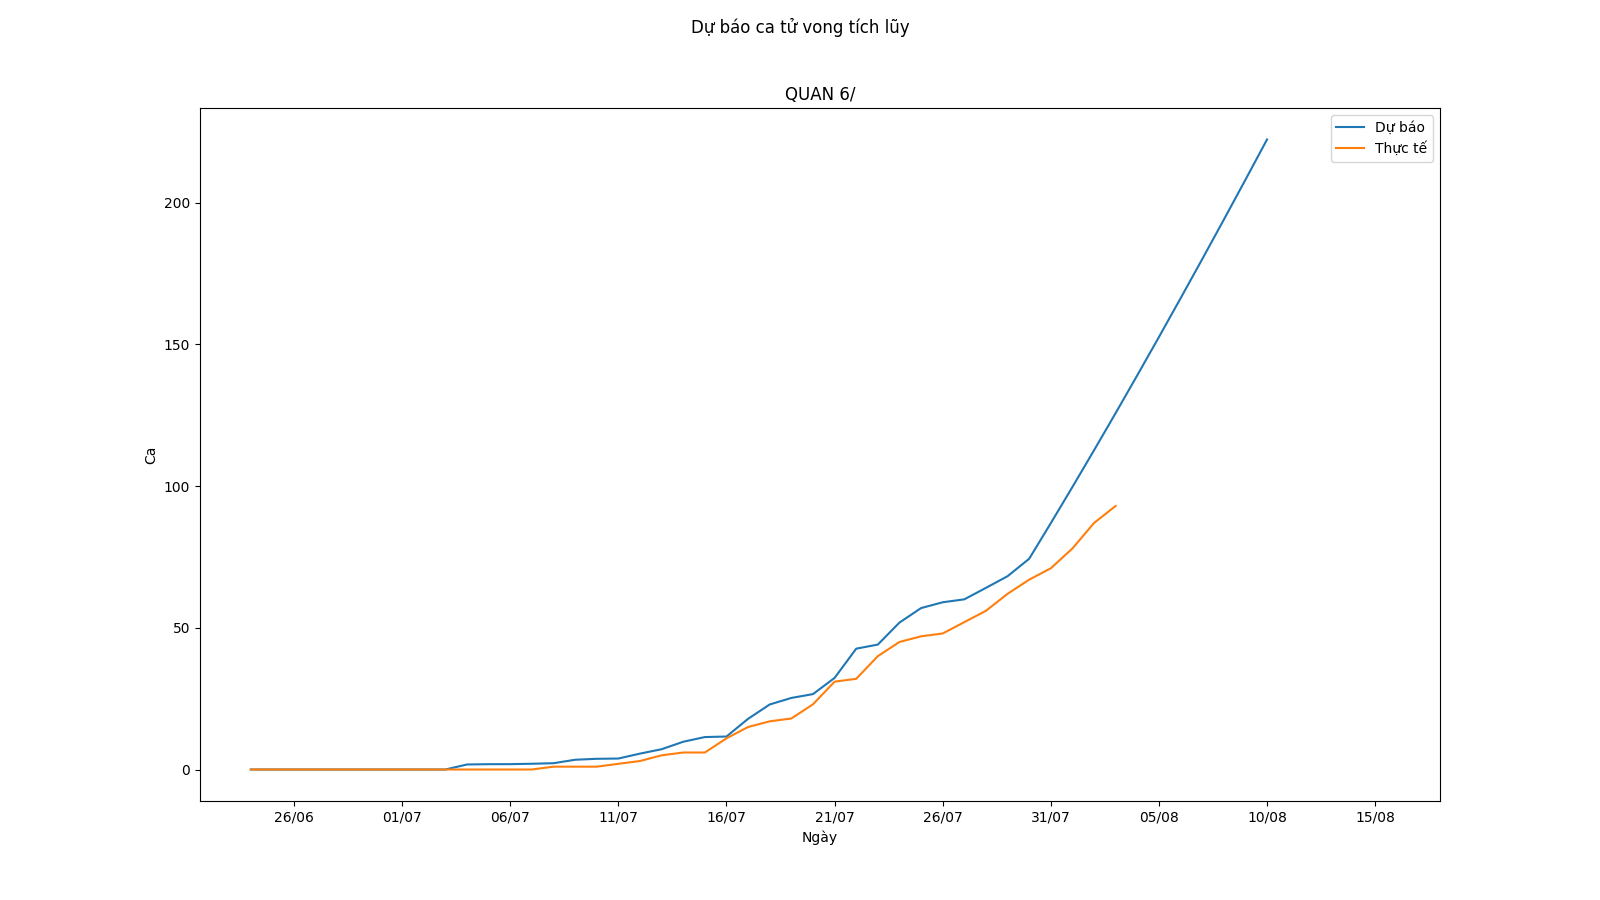 Dự báo ca tử vong tích lũy
QUAN 6/
Dự báo
Thực tế
200
150
100
50
0
Ca
26/06
01/07
06/07
11/07
16/07
21/07
26/07
31/07
05/08
10/08
15/08
Ngày